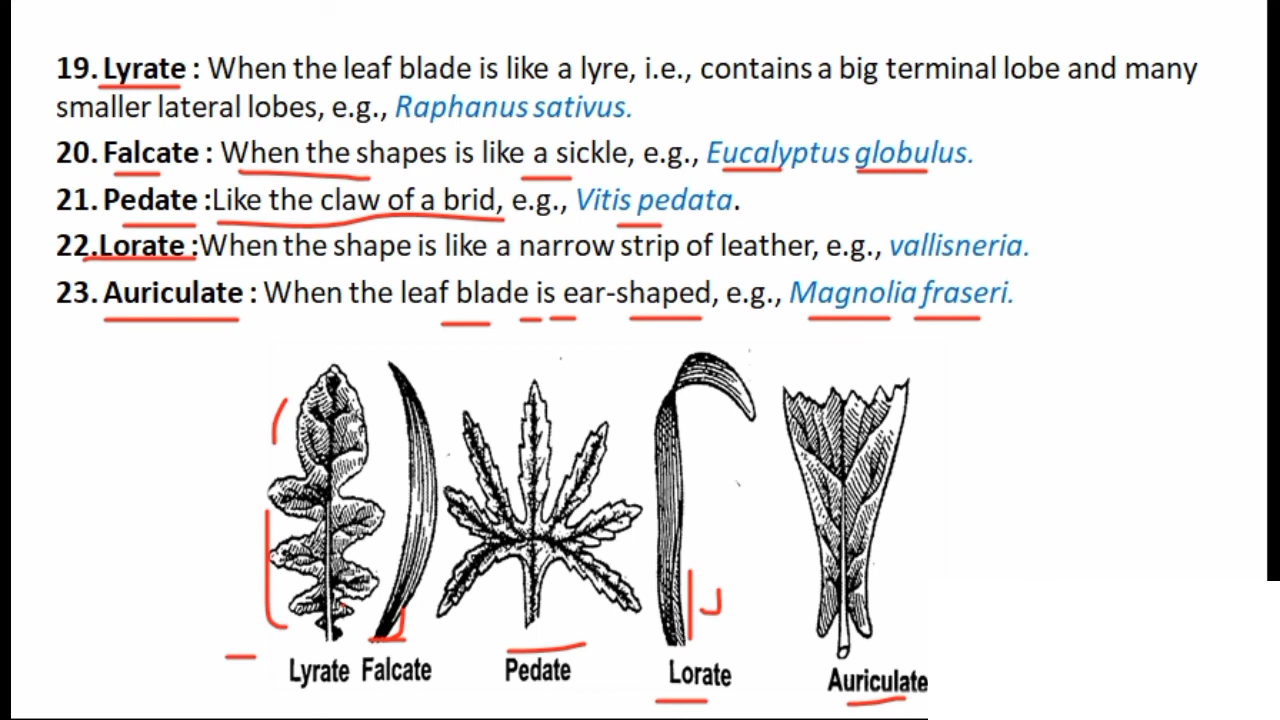 19. Lyrate : When the leaf blade is like a lyre, i.e., contains a big terminal lobe and many
smaller lateral lobes, e.g., Raphanus sativus.
20. Falcate : When the shapes is like a sickle, e.g., Eucalyptus globulus.
21. Pedate :Like the claw of a brid, e.g., Vitis pedata.
22.Lorate :When the shape is like a narrow strip of leather, e.g., vallisneria.
23. Auriculate : When the leaf blade is ear-shaped, e.g., Magnolia fraseri.
Lyrate Falcate Pedate Lorate Auriculate